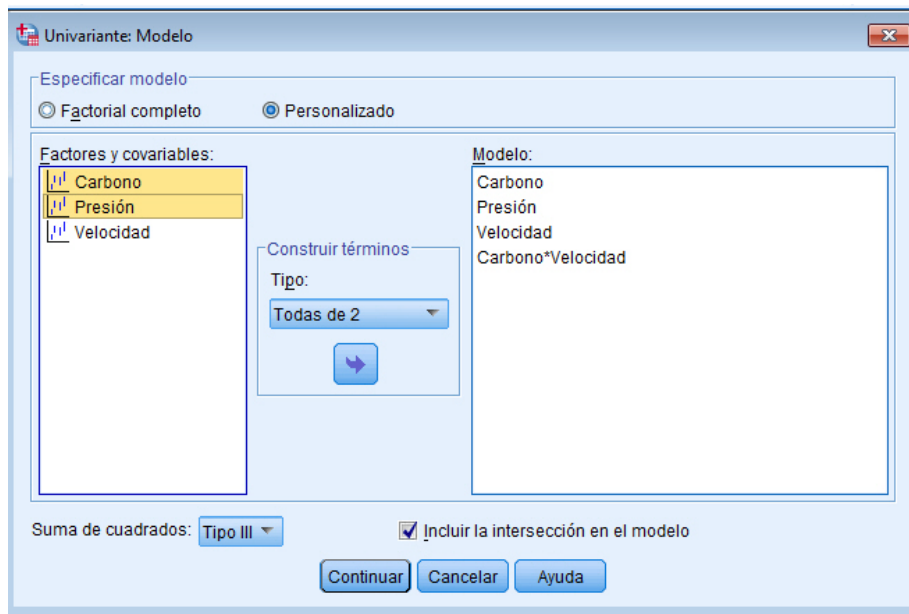 Univariante: Modelo
Especificar modelo
Factorial completo
Personalizado
Factores y covariables:
Carbono
Presión
Velocidad
Construir términos
Tipo:
Todas de 2
Modelo:
Carbono
Presión
Velocidad
Carbono*Velocidad
Suma de cuadrados: Tipo III
Incluir la intersección en el modelo
Continuar
Cancelar
Ayuda